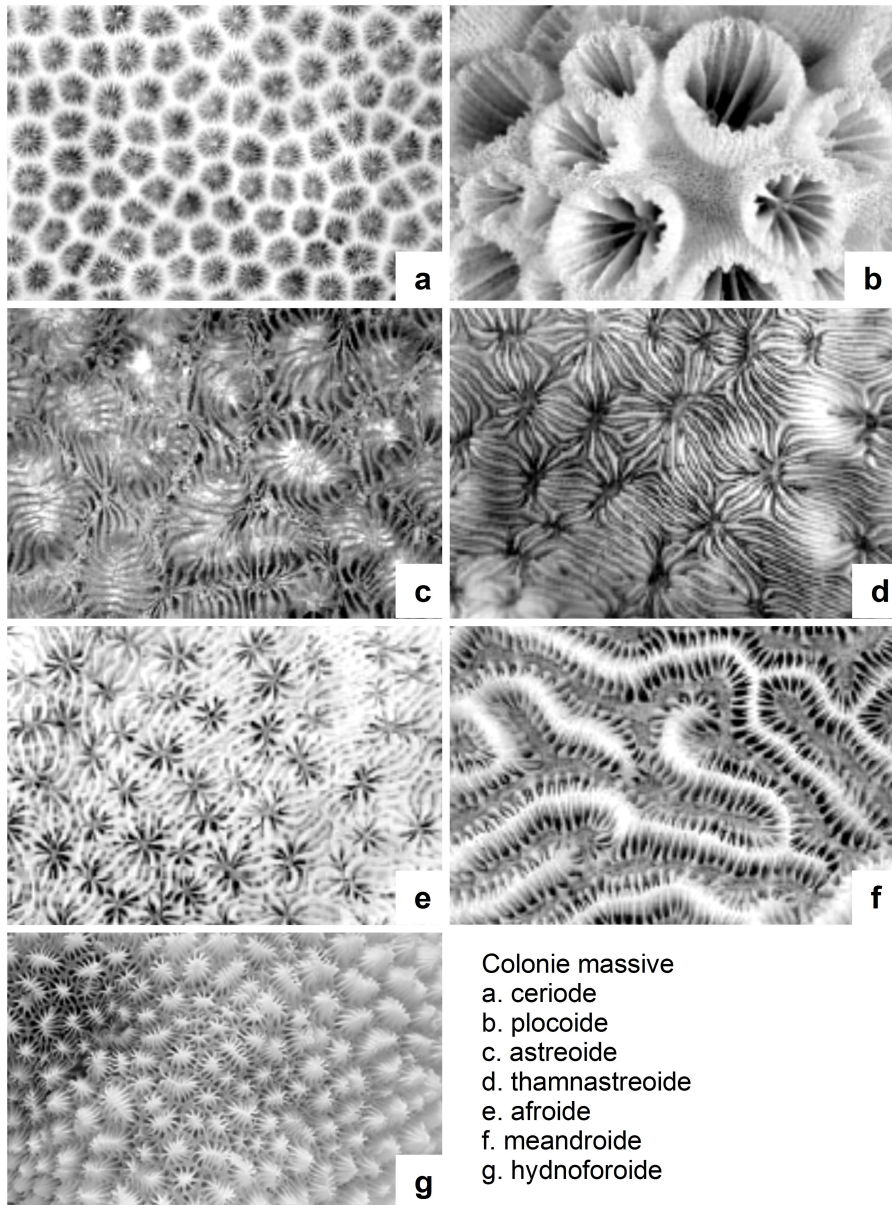 a
b
c
d
e
f
g
Colonie massive
a. ceriode
b. plocoide
c. astreoide
d. thamnastreoide
e. afroide
f. meandroide
g. hydnoforoide